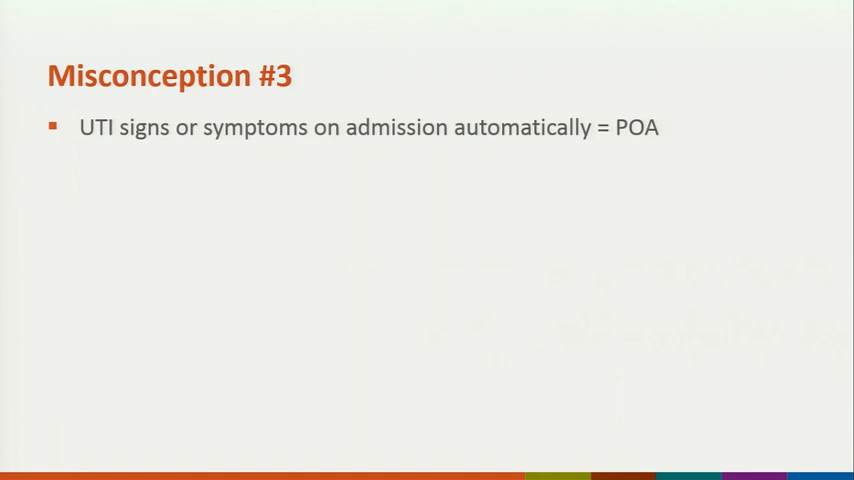 Misconception #3
▪ UTI signs or symptoms on admission automatically = POA